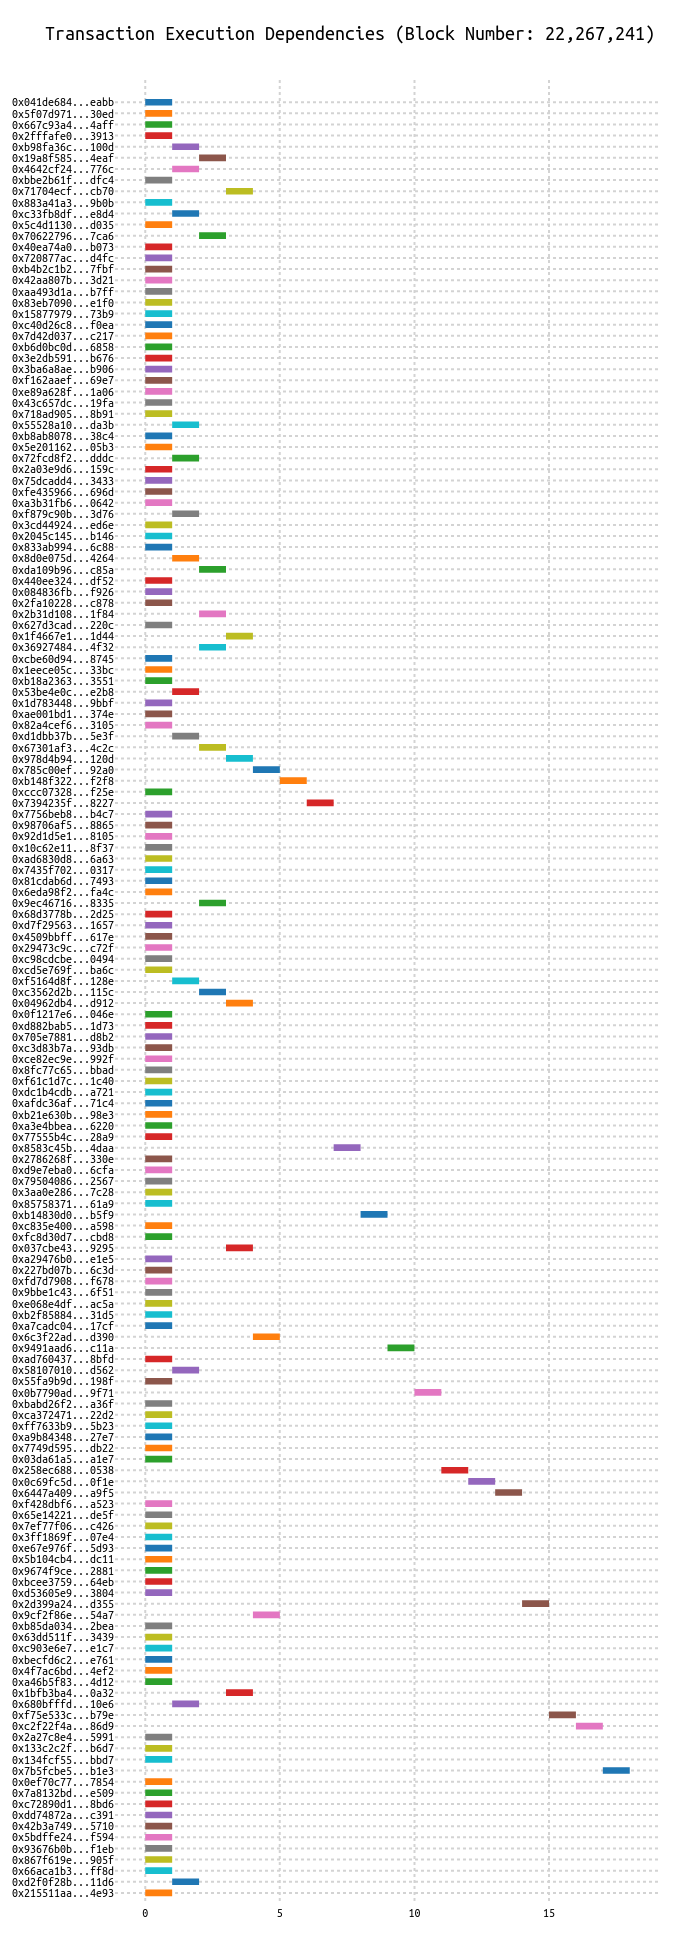 Transaction Execution Dependencies (Block Number: 22,267,241)
0x041de684...eabb
0x5f07d971...30ed
0x667c93a4...4aff
0x2fffafe0...3913
0xb98fa36c...100d
0x19a8f585...4eaf
0x4642cf24...776c
0xbbe2b61f...dfc4
0x71704ecf...cb70
0x883a41a3...9b0b
0xc33fb8df...e8d4
0x5c4d1130...d035
0x70622796...7ca6
0x40ea74a0...b073
0x720877ac...d4fc
0xb4b2c1b2...7fbf
0x42aa807b...3d21
0xaa493d1a...b7ff
0x83eb7090...e1f0
0x15877979...73b9
0xc40d26c8...f0ea
0x7d42d037...c217
0xb6d0bc0d...6858
0x3e2db591...b676
0x3ba6a8ae...b906
0xf162aaef...69e7
0xe89a628f...1a06
0x43c657dc...19fa
0x718ad905...8b91
0x55528a10...da3b
0xb8ab8078...38c4
0x5e201162...05b3
0x72fcd8f2...dddc
0x2a03e9d6...159c
0x75dcadd4...3433
0xfe435966...696d
0xa3b31fb6...0642
0xf879c90b...3d76
0x3cd44924...ed6e
0x2045c145...b146
0x833ab994...6c88
0x8d0e075d...4264
0xda109b96...c85a
0x440ee324...df52
0x084836fb...f926
0x2fa10228...c878
0x2b31d108...1f84
0x627d3cad...220c
0x1f4667e1...1d44
0x36927484...4f32
0xcbe60d94...8745
0x1eece05c...33bc
0xb18a2363...3551
0x53be4e0c...e2b8
0x1d783448...9bbf
0xae001bd1...374e
0x82a4cef6...3105
0xd1dbb37b...5e3f
0x67301af3...4c2c
0x978d4b94...120d
0x785c00ef...92a0
0xb148f322...f2f8
0xccc07328...f25e
0x7394235f...8227
0x7756beb8...b4c7
0x98706af5...8865
0x92d1d5e1...8105
0x10c62e11...8f37
0xad6830d8...6a63
0x7435f702...0317
0x81cdab6d...7493
0x6eda98f2...fa4c
0x9ec46716...8335
0x68d3778b...2d25
0xd7f29563...1657
0x4509bbff...617e
0x29473c9c...c72f
0xc98cdcbe...0494
0xcd5e769f...ba6c
0xf5164d8f...128e
0xc3562d2b...115c
0x04962db4...d912
0x0f1217e6...046e
0xd882bab5...1d73
0x705e7881...d8b2
0xc3d83b7a...93db
0xce82ec9e...992f
0x8fc77c65...bbad
0xf61c1d7c...1c40
0xdc1b4cdb...a721
0xafdc36af...71c4
0xb21e630b...98e3
0xa3e4bbea...6220
0x77555b4c...28a9
0x8583c45b...4daa
0x2786268f...330e
0xd9e7eba0...6cfa
0x79504086...2567
0x3aa0e286...7c28
0x85758371...61a9
0xb14830d0...b5f9
0xc835e400...a598
0xfc8d30d7...cbd8
0x037cbe43...9295
0xa29476b0...e1e5
0x227bd07b...6c3d
0xfd7d7908...f678
0x9bbe1c43...6f51
0xe068e4df...ac5a
0xb2f85884...31d5
0xa7cadc04...17cf
0x6c3f22ad...d390
0x9491aad6...c11a
0xad760437...8bfd
0x58107010...d562
0x55fa9b9d...198f
0x0b7790ad...9f71
0xbabd26f2...a36f
0xca372471...22d2
0xff7633b9...5b23
0xa9b84348...27e7
0x7749d595...db22
0x03da61a5...a1e7
0x258ec688...0538
0x0c69fc5d...0f1e
0x6447a409...a9f5
0xf428dbf6...a523
0x65e14221...de5f
0x7ef77f06...c426
0x3ff1869f...07e4
0xe67e976f...5d93
0x5b104cb4...dc11
0x9674f9ce...2881
0xbcee3759...64eb
0xd53605e9...3804
0x2d399a24...d355
0x9cf2f86e...54a7
0xb85da034...2bea
0x63dd511f...3439
0xc903e6e7...e1c7
0xbecfd6c2...e761
0x4f7ac6bd...4ef2
0xa46b5f83...4d12
0x1bfb3ba4...0a32
0x680bfffd...10e6
0xf75e533c...b79e
0xc2f22f4a...86d9
0x2a27c8e4...5991
0x133c2c2f...b6d7
0x134fcf55...bbd7
0x7b5fcbe5...b1e3
0x0ef70c77...7854
0x7a8132bd...e509
0xc72890d1...8bd6
0xdd74872a...c391
0x42b3a749...5710
0x5bdffe24...f594
0x93676b0b...f1eb
0x867f619e...905f
0x66aca1b3...ff8d
0xd2f0f28b...11d6
0x215511aa...4e93
0 5 10 15